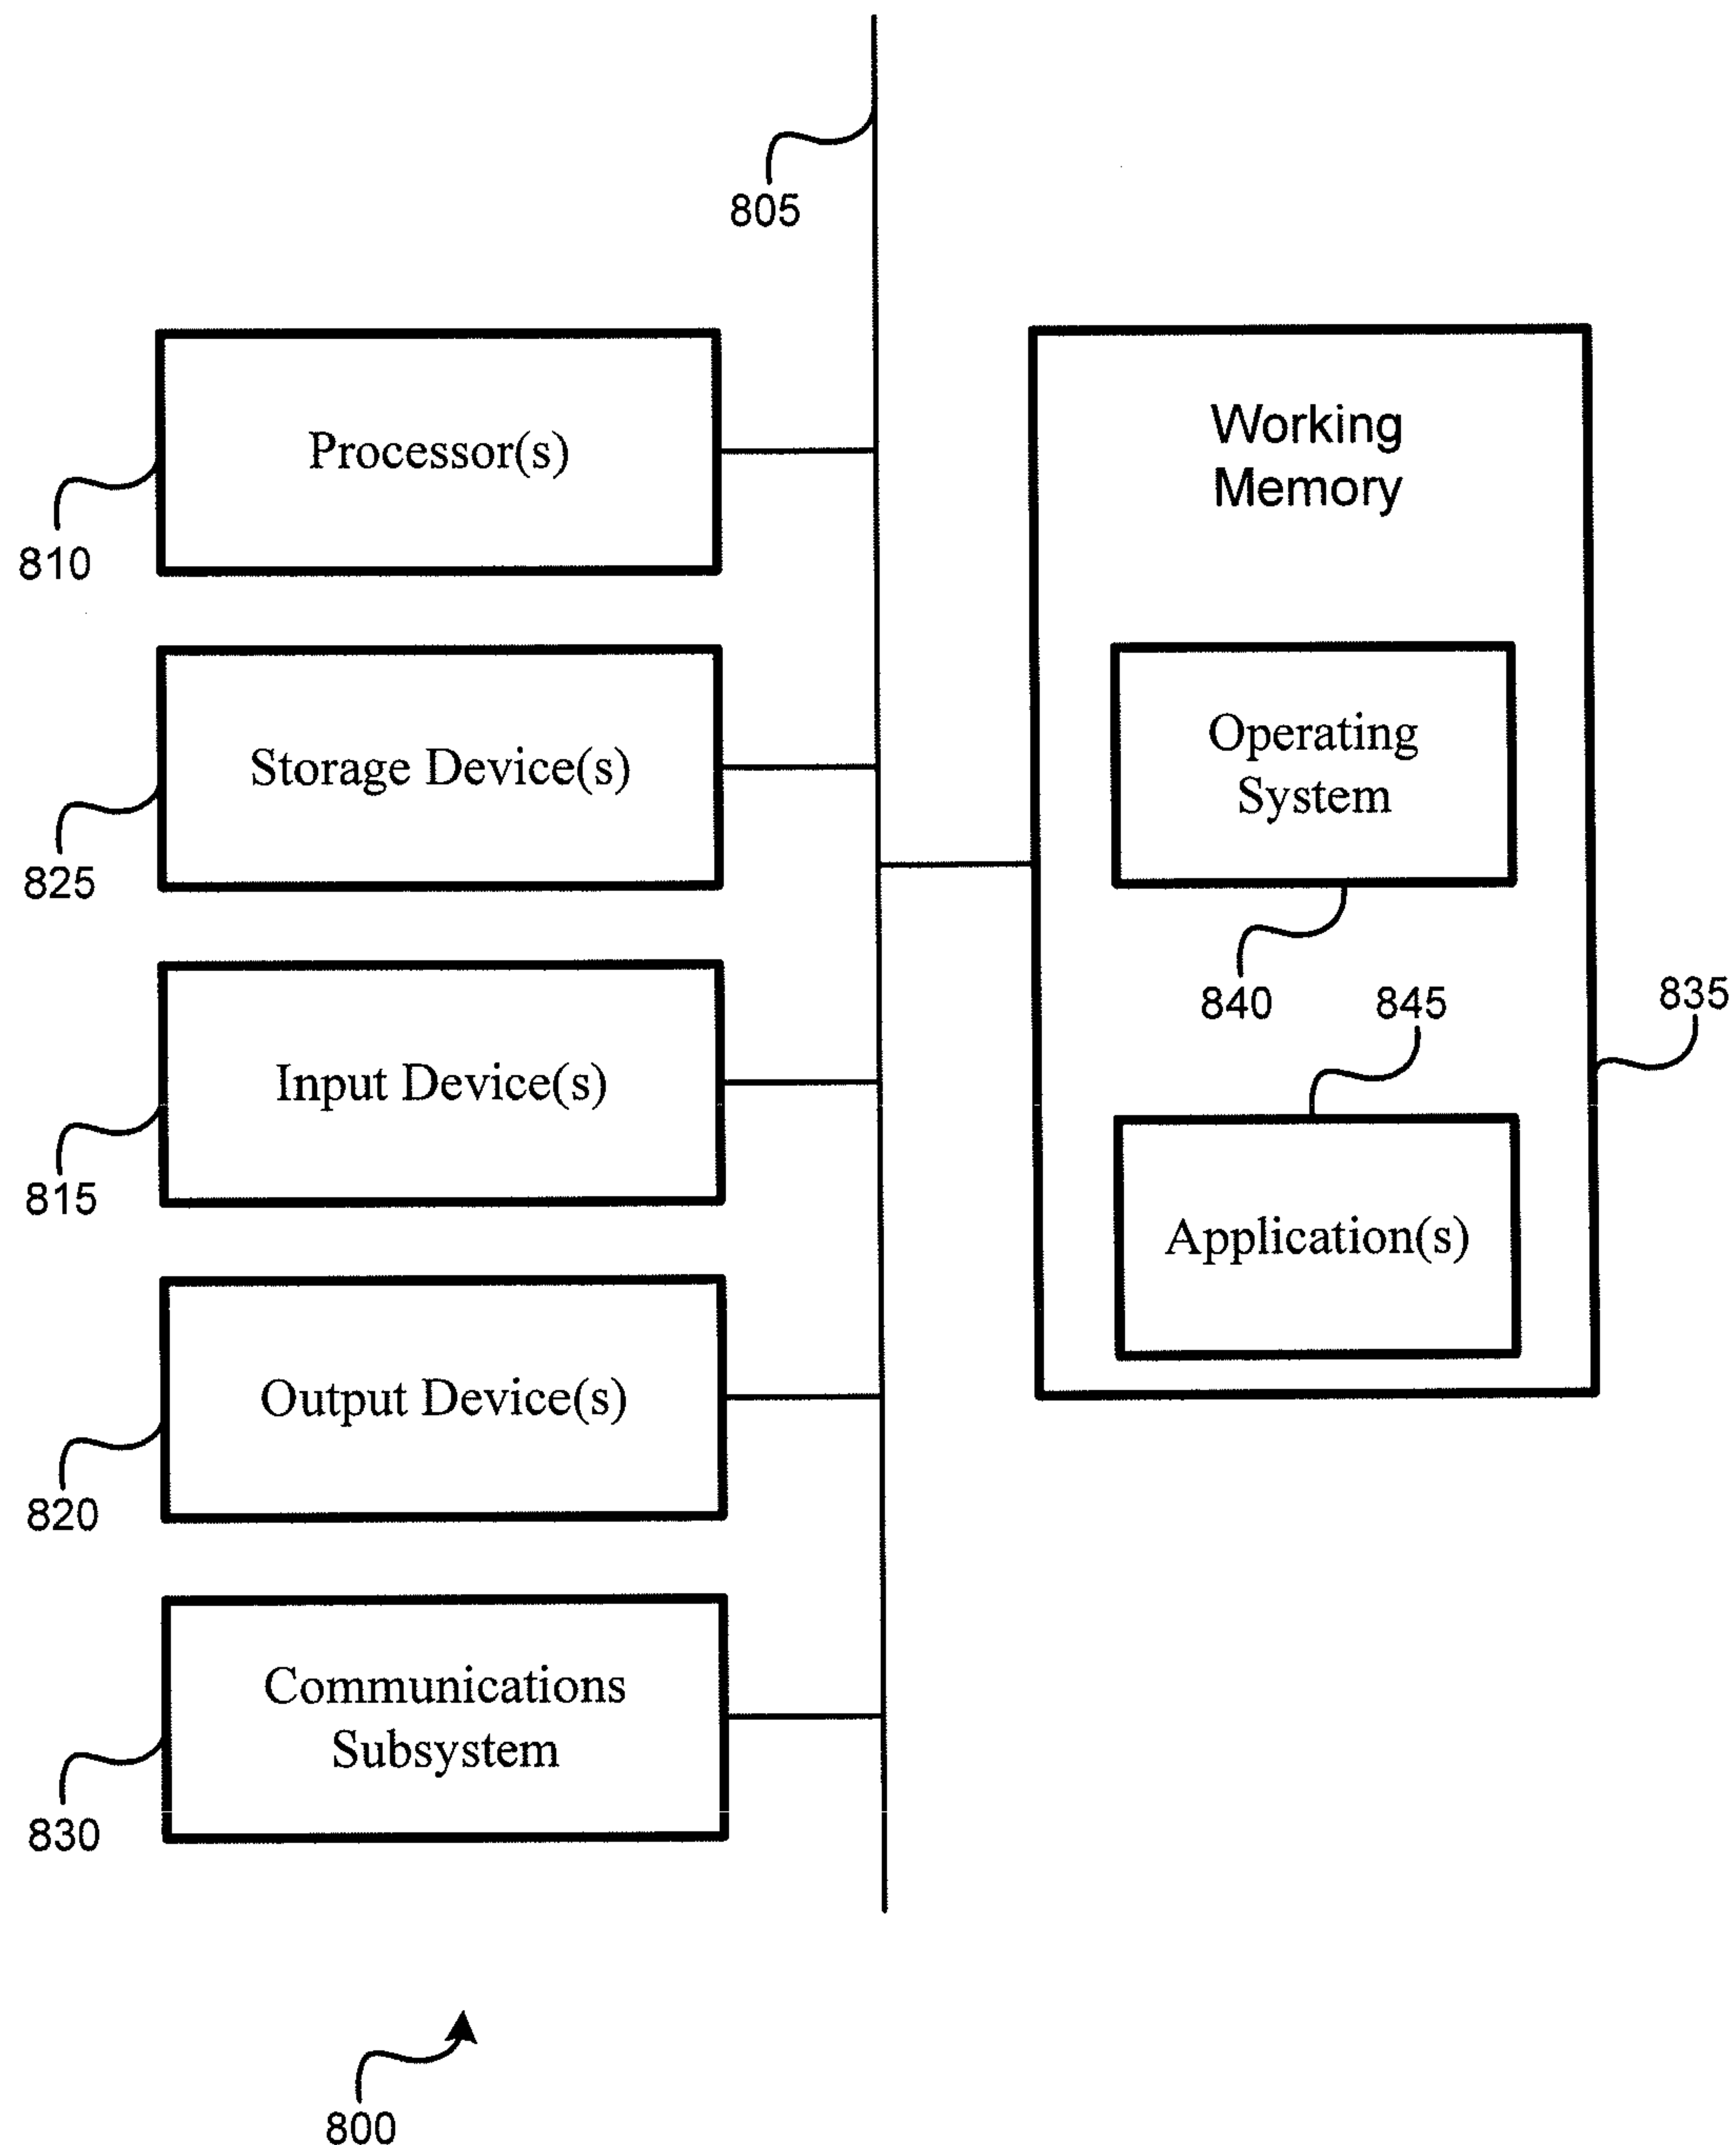 805
Processor(s)
810
Storage Device(s)
825
Input Device(s)
815
Output Device(s)
820
Communications
Subsystem
830
Working
Memory
Operating
System
840
845
835
Application(s)
800